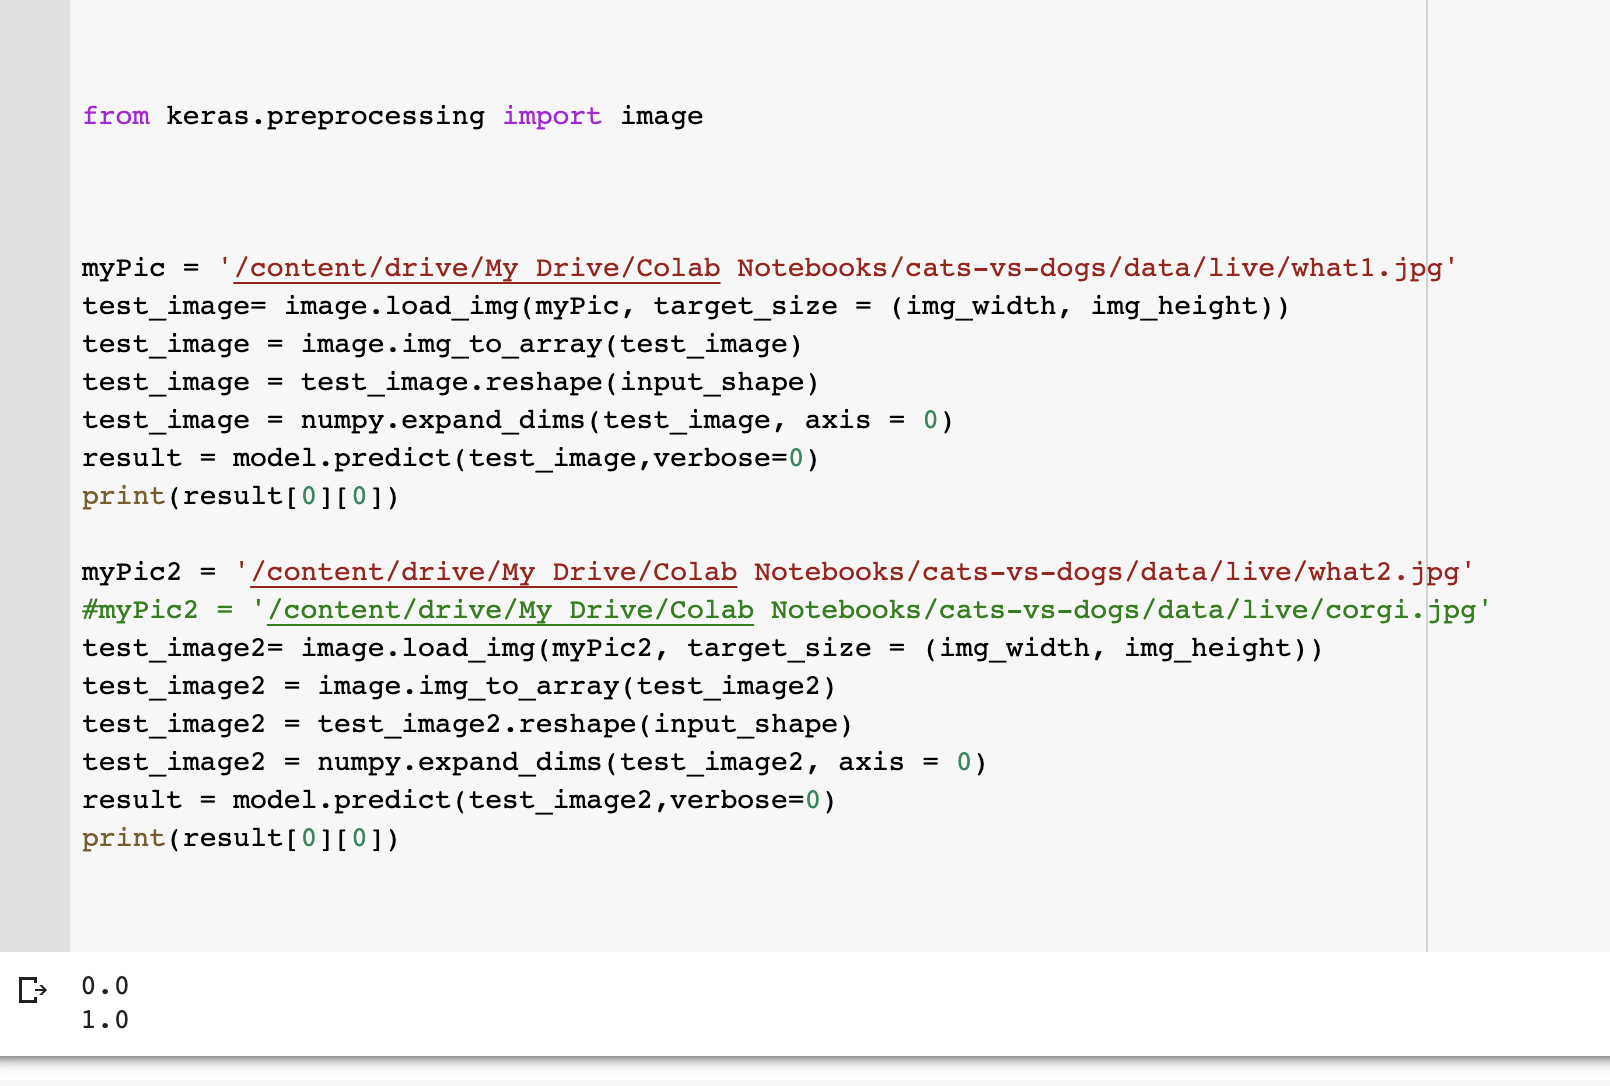 from keras.preprocessing import image
myPic = '/content/drive/My Drive/Colab Notebooks/cats-vs-dogs/data/live/what1.jpg'
test_image= image.load_img(myPic, target_size = (img_width, img_height))
test_image = image.img_to_array(test_image)
test_image = test_image.reshape(input_shape)
test_image = numpy.expand_dims(test_image, axis = 0)
result = model.predict(test_image,verbose=0)
print(result[0][0])
myPic2 = '/content/drive/My Drive/Colab Notebooks/cats-vs-dogs/data/live/what2.jpg'
#myPic2 = '/content/drive/My Drive/Colab Notebooks/cats-vs-dogs/data/live/corgi.jpg'
test_image2= image.load_img(myPic2, target_size = (img_width, img_height))
test_image2 = image.img_to_array(test_image2)
test_image2 = test_image2.reshape(input_shape)
test_image2 = numpy.expand_dims(test_image2, axis = 0)
result = model.predict(test_image2,verbose=0)
print(result[0][0])
0.0
1.0